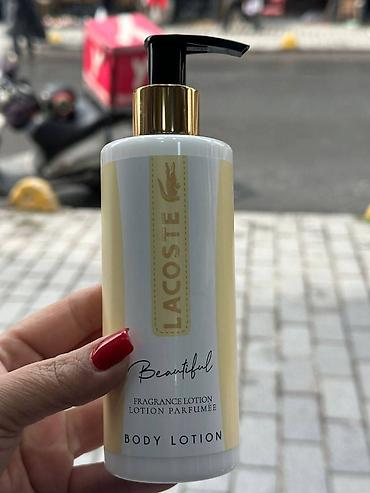 LACOSTE
Beautiful
FRAGRANCE LOTION
LOTION PARFUMÉE
BODY LOTION